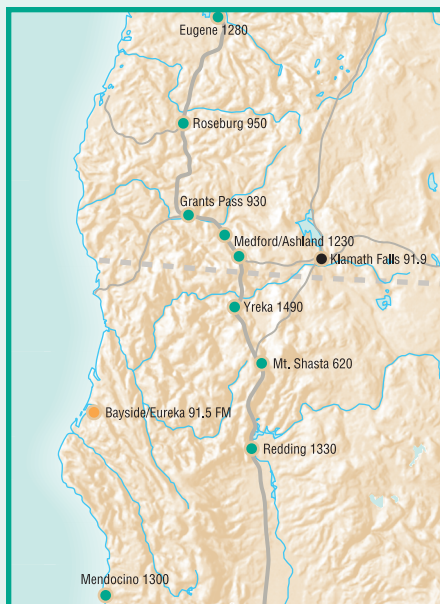 Eugene 1280
Roseburg 950
Grants Pass 930
Medford/Ashland 1230
Klamath Falls 91.9
Yreka 1490
Mt. Shasta 620
Bayside/Eureka 91.5 FM
Redding 1330
Mendocino 1300